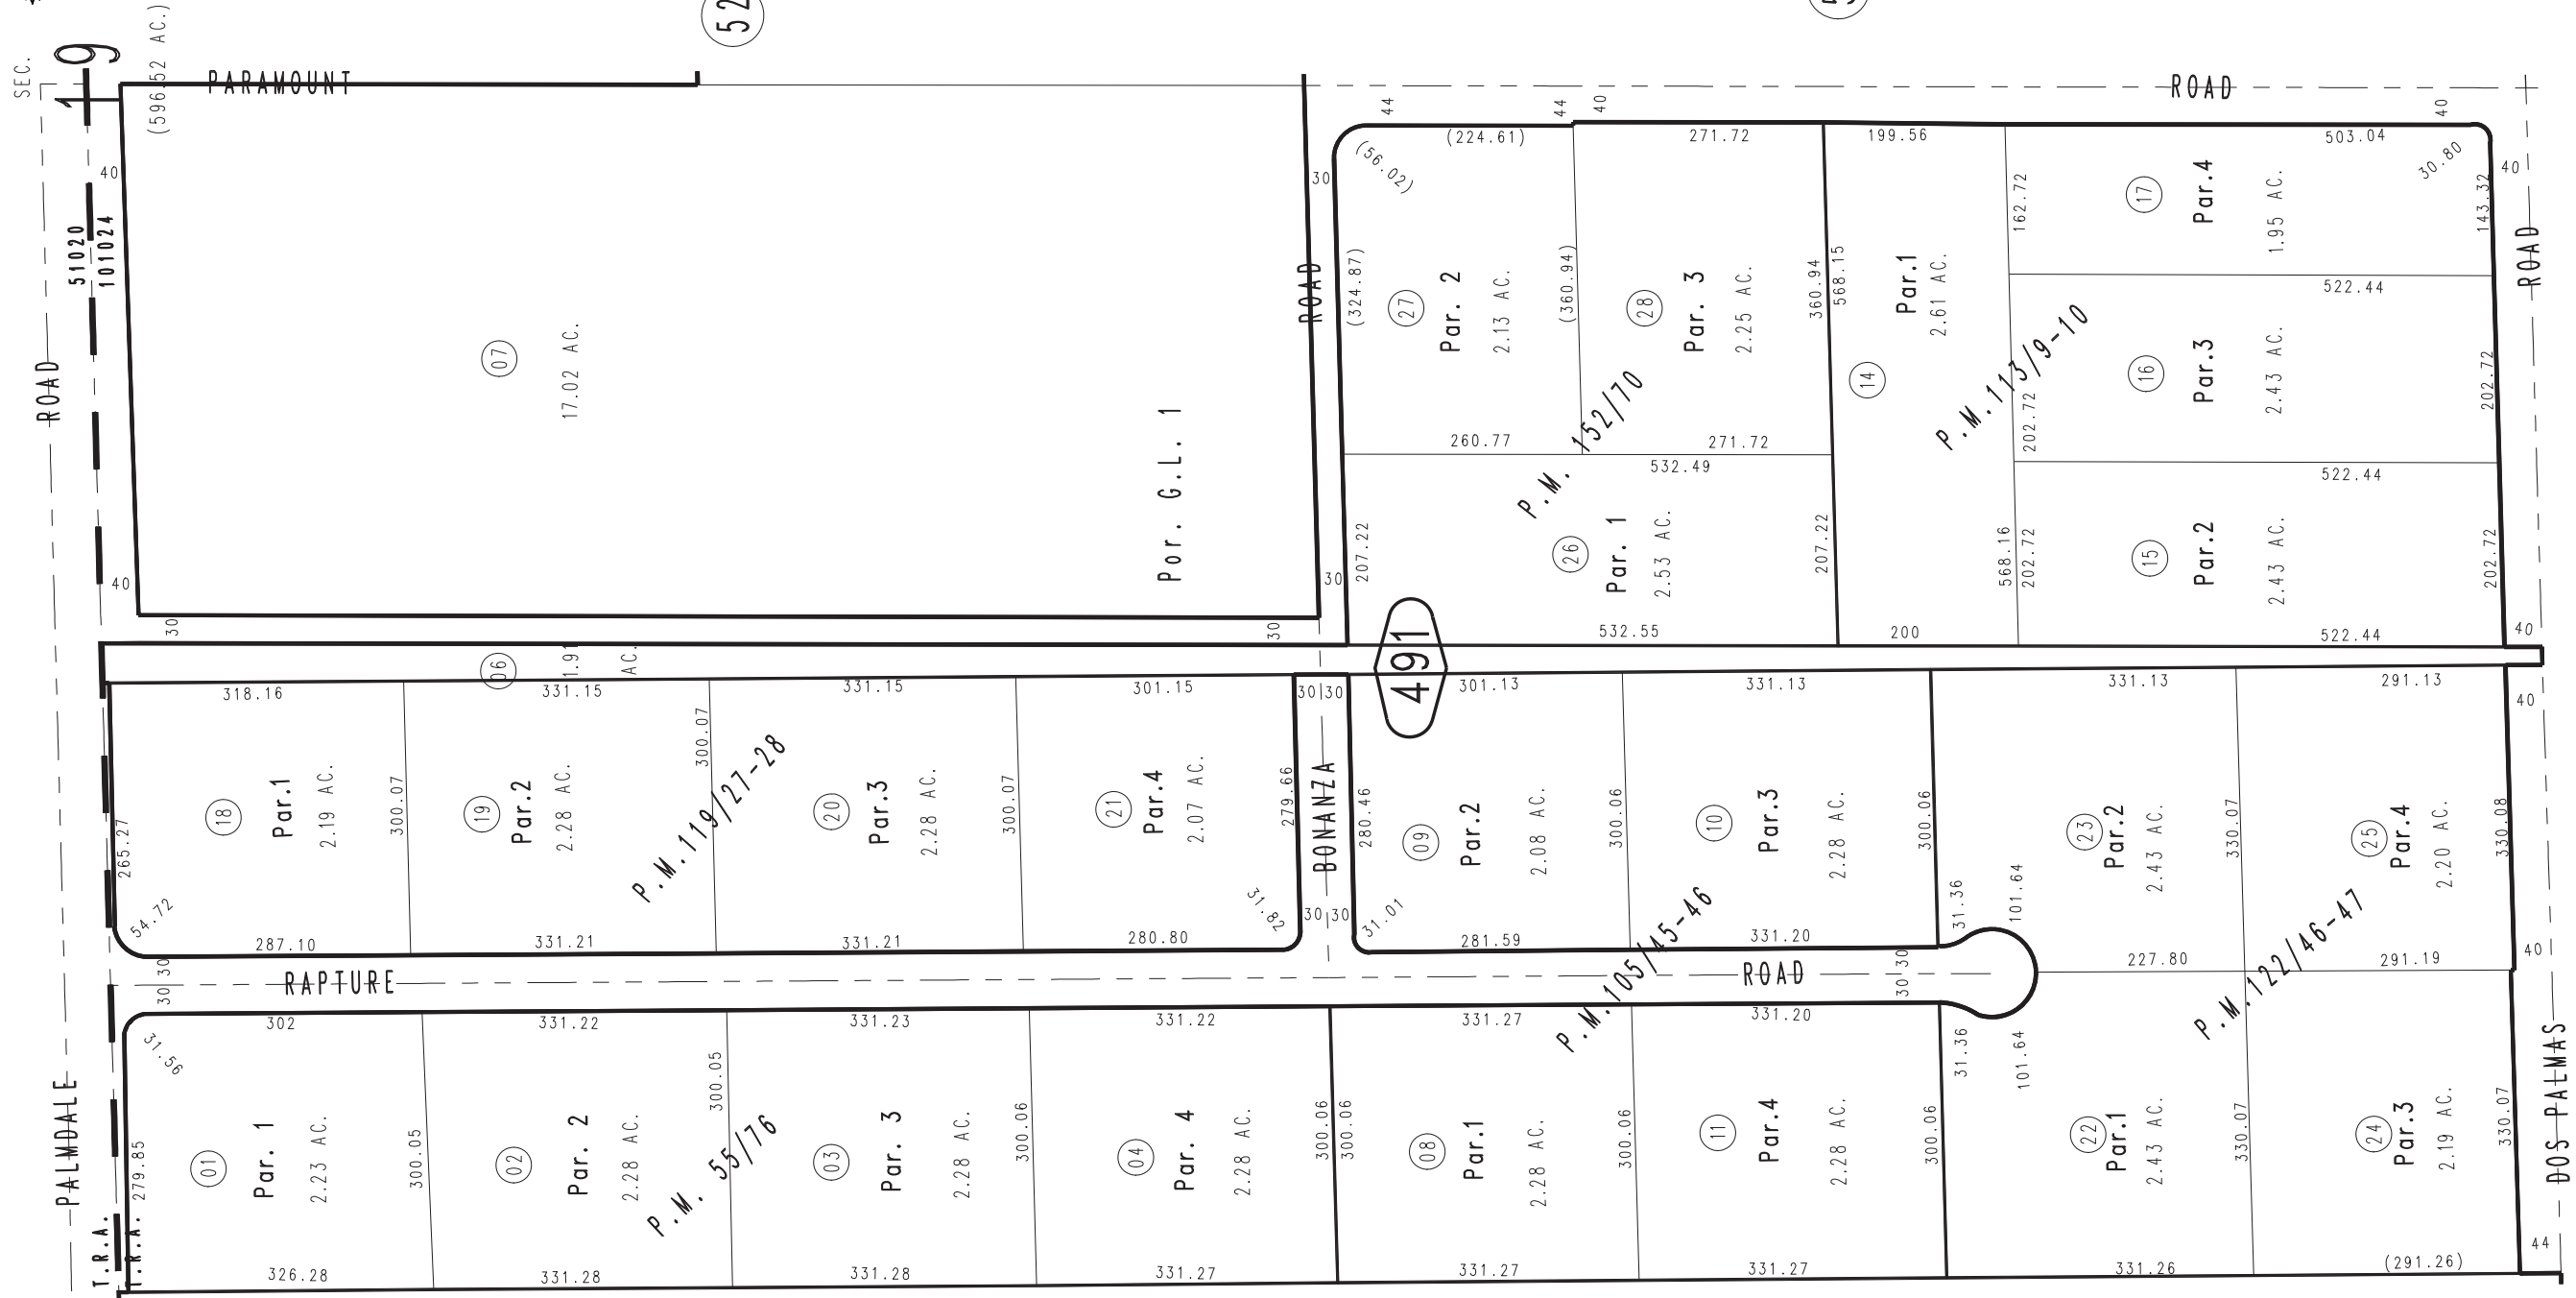 SEC.
1
9
(596.52 AC.)
52
PARAMOUNT
ROAD
44
44
40
40
(224.61)
271.72
199.56
503.04
30.80
(56.02)
40
40
30
51020
101024
ROAD
07
17.02 AC.
Por. G.L. 1
ROAD
(324.87)
27
Par. 2
2.13 AC.
(360.94)
28
Par. 3
2.25 AC.
360.94
568.15
Par.1
2.61 AC.
14
162.72
17
Par.4
1.95 AC.
143.32
522.44
ROAD
P.M. 113/9-10
202.72
16
Par.3
2.43 AC.
202.72
260.77
271.72
532.49
P.M. 152/70
522.44
207.22
26
Par. 1
2.53 AC.
207.22
568.16
202.72
15
Par.2
2.43 AC.
202.72
40
30
30
30
532.55
200
522.44
40
491
06
1.91
AC.
318.16
331.15
331.15
301.15
30
30
301.13
331.13
331.13
291.13
40
265.27
18
Par.1
2.19 AC.
300.07
19
Par.2
2.28 AC.
300.07
P.M. 119/27-28
20
Par.3
2.28 AC.
300.07
21
Par.4
2.07 AC.
279.66
BONANZA
280.46
09
Par.2
2.08 AC.
300.06
10
Par.3
2.28 AC.
300.06
23
Par.2
2.43 AC.
330.07
25
Par.4
2.20 AC.
330.08
54.72
31.82
30
30
31.01
31.36
101.64
287.10
331.21
331.21
280.80
281.59
331.20
P.M. 105/45-46
227.80
291.19
40
P.M. 122/46-47
30
30
RAPTURE
ROAD
30
30
302
331.22
331.23
331.22
331.27
331.20
31.56
31.36
101.64
PALMDALE
279.85
01
Par. 1
2.23 AC.
300.05
02
Par. 2
2.28 AC.
300.05
P.M. 55/76
03
Par. 3
2.28 AC.
300.06
04
Par. 4
2.28 AC.
300.06
300.06
08
Par.1
2.28 AC.
300.06
11
Par.4
2.28 AC.
300.06
22
Par.1
2.43 AC.
330.07
24
Par.3
2.19 AC.
330.07
DOS PALMAS
T.R.A.
T.R.A.
44
326.28
331.28
331.28
331.27
331.27
331.27
331.26
(291.26)